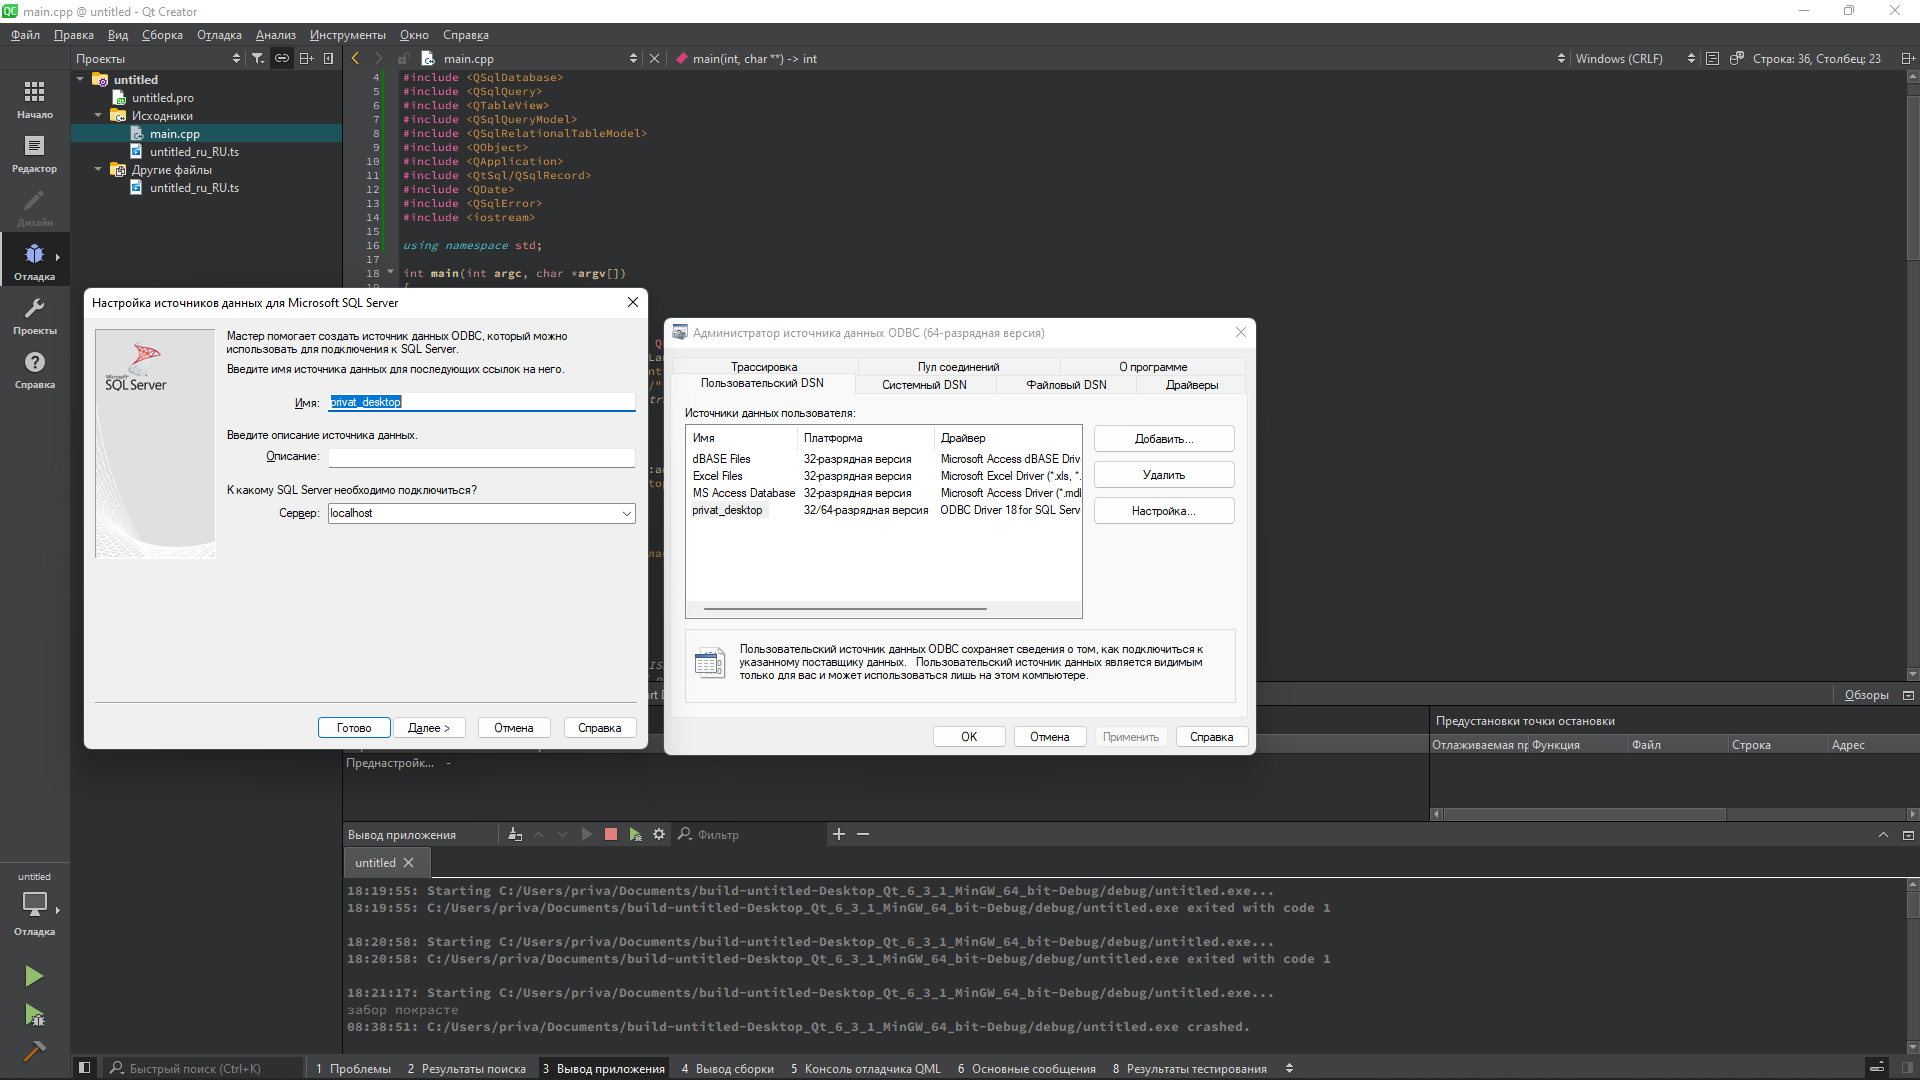 main.cpp @ untitled - Qt Creator
Файл Правка Вид Сборка Отладка Анализ Инструменты Окно Справка
Проекты
main.cpp
main(int, char **) -> int
Windows (CRLF)
Строка: 36, Столбец: 23
Начало
Редактор
Дизайн
Отладка
Проекты
Справка
untitled
untitled.pro
Исходники
main.cpp
untitled_ru_RU.ts
Другие файлы
untitled_ru_RU.ts
4 #include <QSqlDatabase>
5 #include <QSqlQuery>
6 #include <QTableView>
7 #include <QSqlQueryModel>
8 #include <QSqlRelationalTableModel>
9 #include <QObject>
10 #include <QApplication>
11 #include <QtSql/QSqlRecord>
12 #include <QDate>
13 #include <QSqlError>
14 #include <iostream>
15
16 using namespace std;
17
18 int main(int argc, char *argv[])
Настройка источников данных для Microsoft SQL Server
Microsoft
SQL Server
Мастер помогает создать источник данных ODBC, который можно
использовать для подключения к SQL Server.
Введите имя источника данных для последующих ссылок на него.
Имя: privat_desktop
Введите описание источника данных.
Описание:
К какому SQL Server необходимо подключиться?
Сервер: localhost
Готово Далее > Отмена Справка
Администратор источника данных ODBC (64-разрядная версия)
Трассировка Пул соединений О программе
Пользовательский DSN Системный DSN Файловый DSN Драйверы
Источники данных пользователя:
Имя Платформа Драйвер
dBASE Files 32-разрядная версия Microsoft Access dBASE Driv
Excel Files 32-разрядная версия Microsoft Excel Driver (*.xls, *.
MS Access Database 32-разрядная версия Microsoft Access Driver (*.mdl
privat_desktop 32/64-разрядная версия ODBC Driver 18 for SQL Serv
Добавить...
Удалить
Настройка...
Пользовательский источник данных ODBC сохраняет сведения о том, как подключиться к
указанному поставщику данных. Пользовательский источник данных является видимым
только для вас и может использоваться лишь на этом компьютере.
OK Отмена Применить Справка
Обзоры
Предустановки точки остановки
Отлаживаемая пр Функция Файл Строка Адрес
Преднастройк... -
Вывод приложения
Фильтр
untitled
18:19:55: Starting C:/Users/priva/Documents/build-untitled-Desktop_Qt_6_3_1_MinGW_64_bit-Debug/debug/untitled.exe...
18:19:55: C:/Users/priva/Documents/build-untitled-Desktop_Qt_6_3_1_MinGW_64_bit-Debug/debug/untitled.exe exited with code 1
18:20:58: Starting C:/Users/priva/Documents/build-untitled-Desktop_Qt_6_3_1_MinGW_64_bit-Debug/debug/untitled.exe...
18:20:58: C:/Users/priva/Documents/build-untitled-Desktop_Qt_6_3_1_MinGW_64_bit-Debug/debug/untitled.exe exited with code 1
18:21:17: Starting C:/Users/priva/Documents/build-untitled-Desktop_Qt_6_3_1_MinGW_64_bit-Debug/debug/untitled.exe...
забор покрасте
08:38:51: C:/Users/priva/Documents/build-untitled-Desktop_Qt_6_3_1_MinGW_64_bit-Debug/debug/untitled.exe crashed.
untitled
Отладка
Быстрый поиск (Ctrl+K)
1 Проблемы 2 Результаты поиска 3 Вывод приложения 4 Вывод сборки 5 Консоль отладчика QML 6 Основные сообщения 8 Результаты тестирования